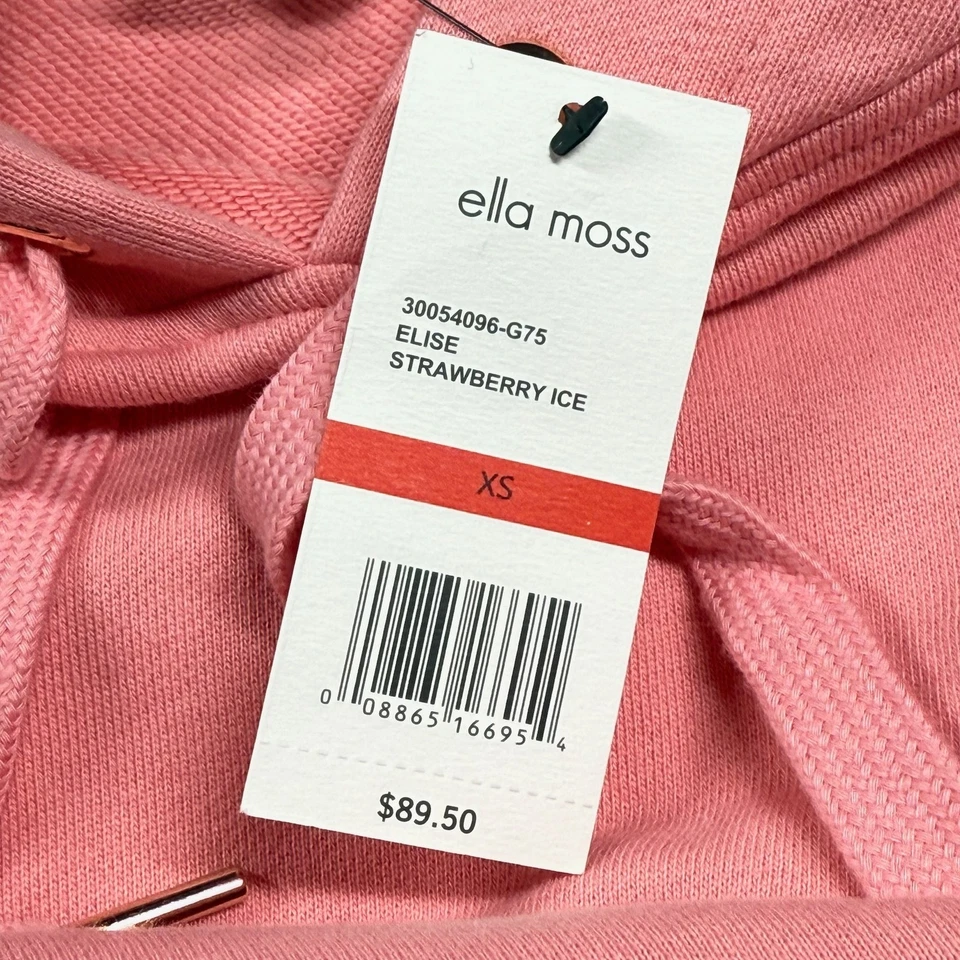 ella moss
30054096-G75
ELISE
STRAWBERRY ICE
XS
0 08865 16695 4
$89.50